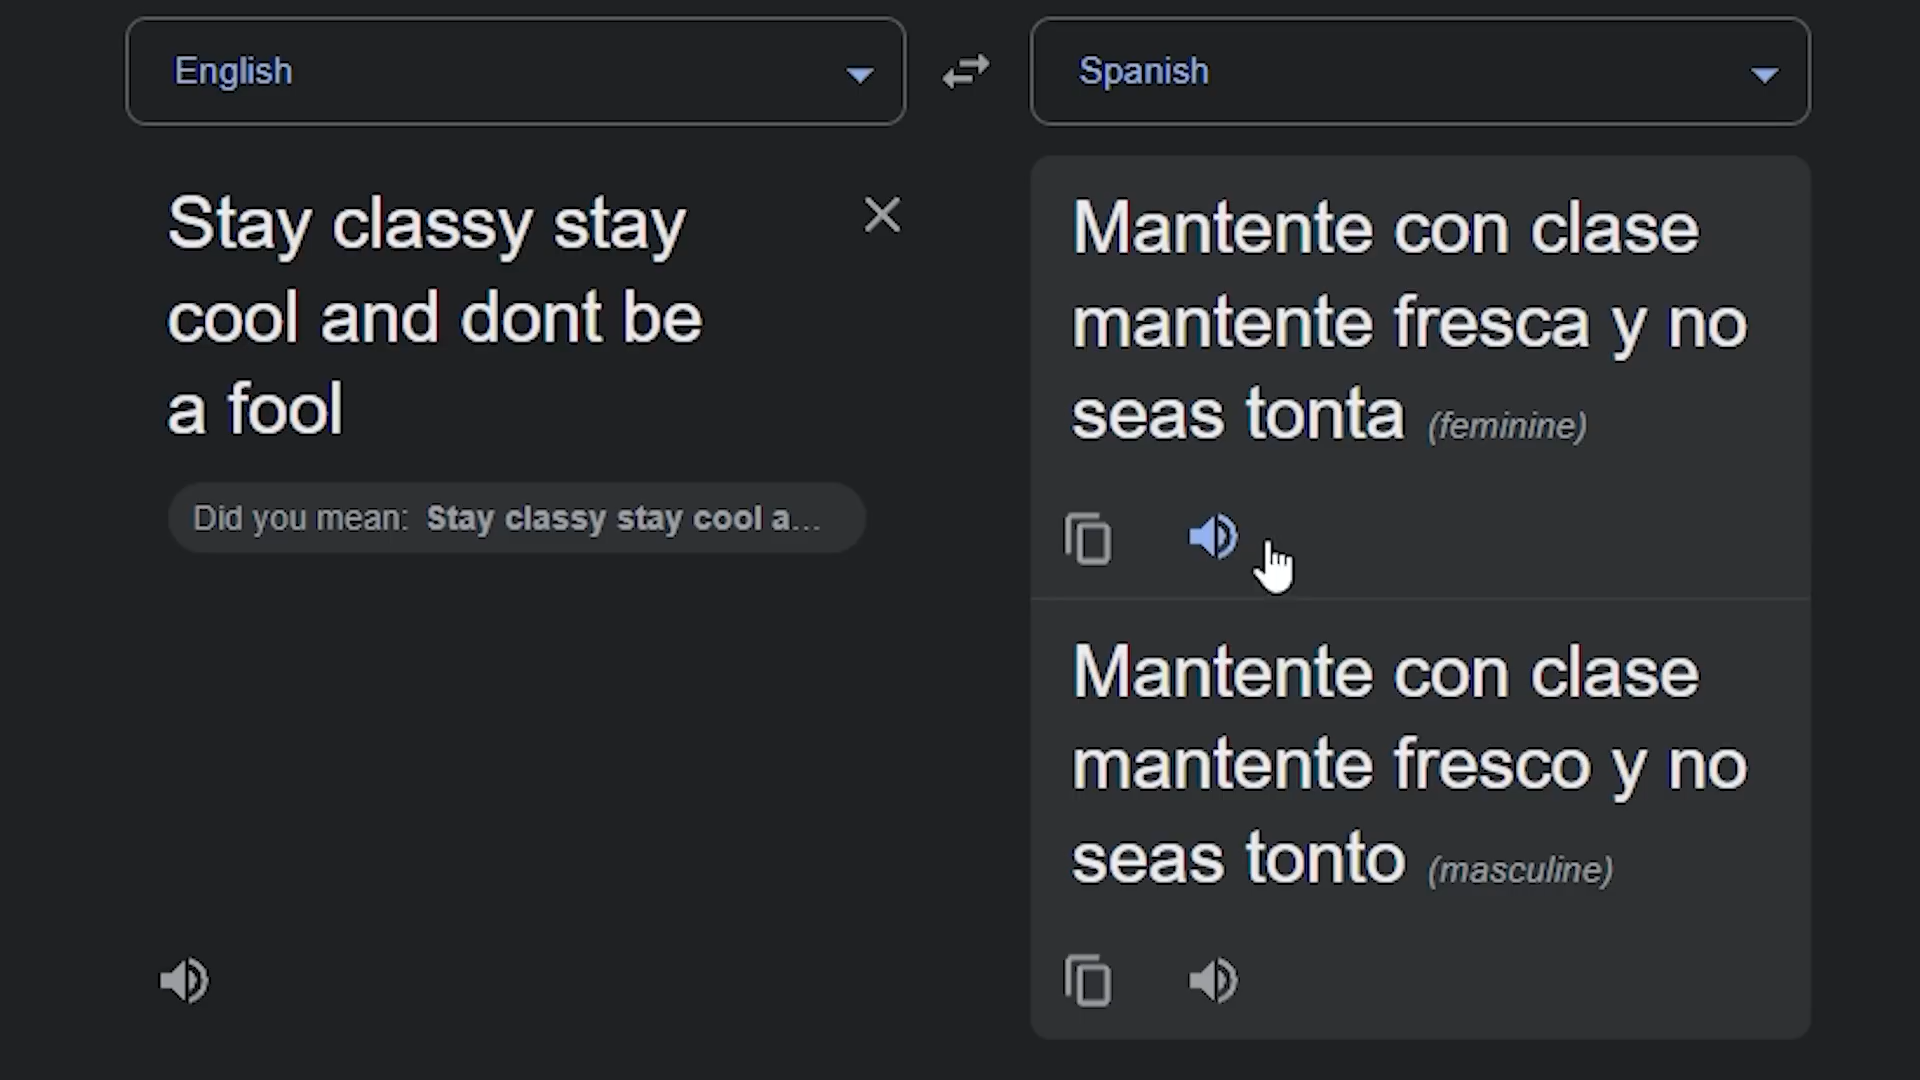 English
Spanish
Stay classy stay
cool and dont be
a fool
Did you mean: Stay classy stay cool a...
Mantente con clase
mantente fresca y no
seas tonta (feminine)
Mantente con clase
mantente fresco y no
seas tonto (masculine)